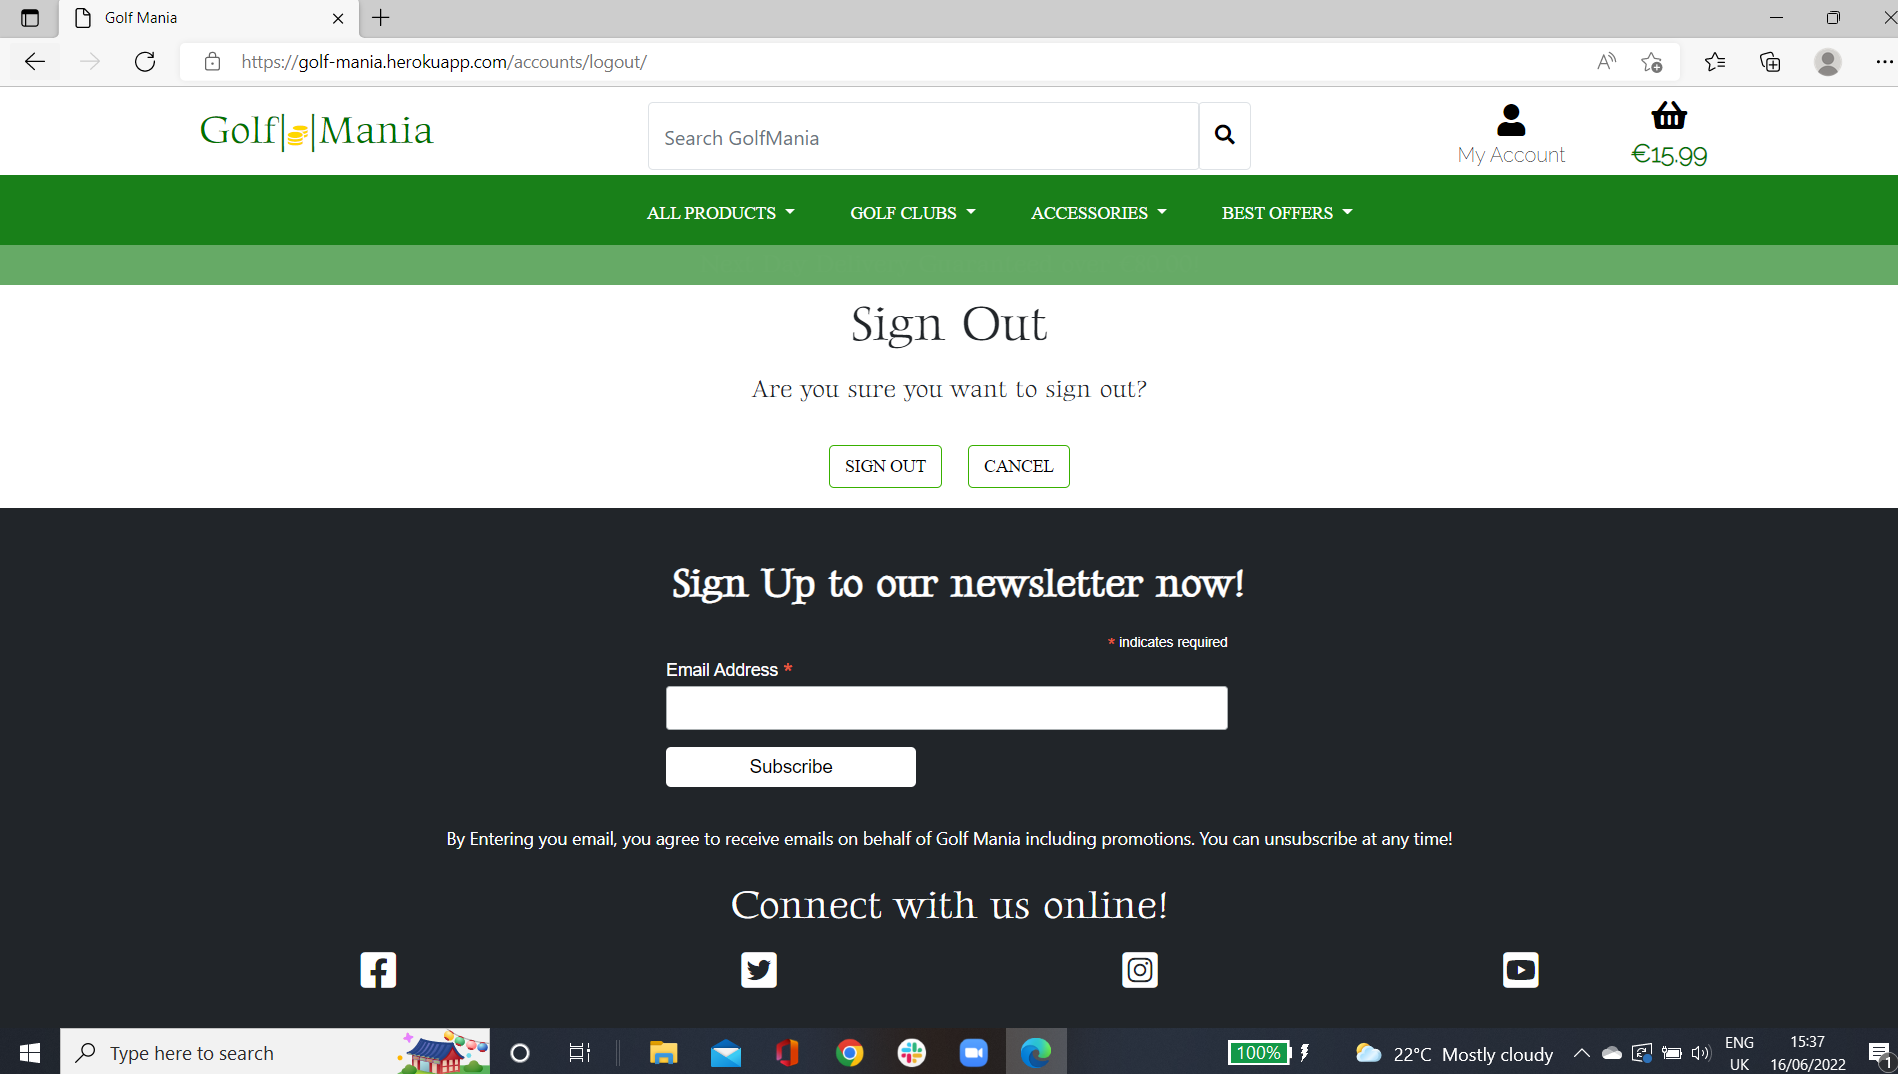 Golf Mania
https://golf-mania.herokuapp.com/accounts/logout/
Golf||Mania
Search GolfMania
My Account
€15.99
ALL PRODUCTS
GOLF CLUBS
ACCESSORIES
BEST OFFERS
Sign Out
Are you sure you want to sign out?
SIGN OUT
CANCEL
Sign Up to our newsletter now!
* indicates required
Email Address *
Subscribe
By Entering you email, you agree to receive emails on behalf of Golf Mania including promotions. You can unsubscribe at any time!
Connect with us online!
Type here to search
100%
22°C Mostly cloudy
ENG
UK
15:37
16/06/2022
1